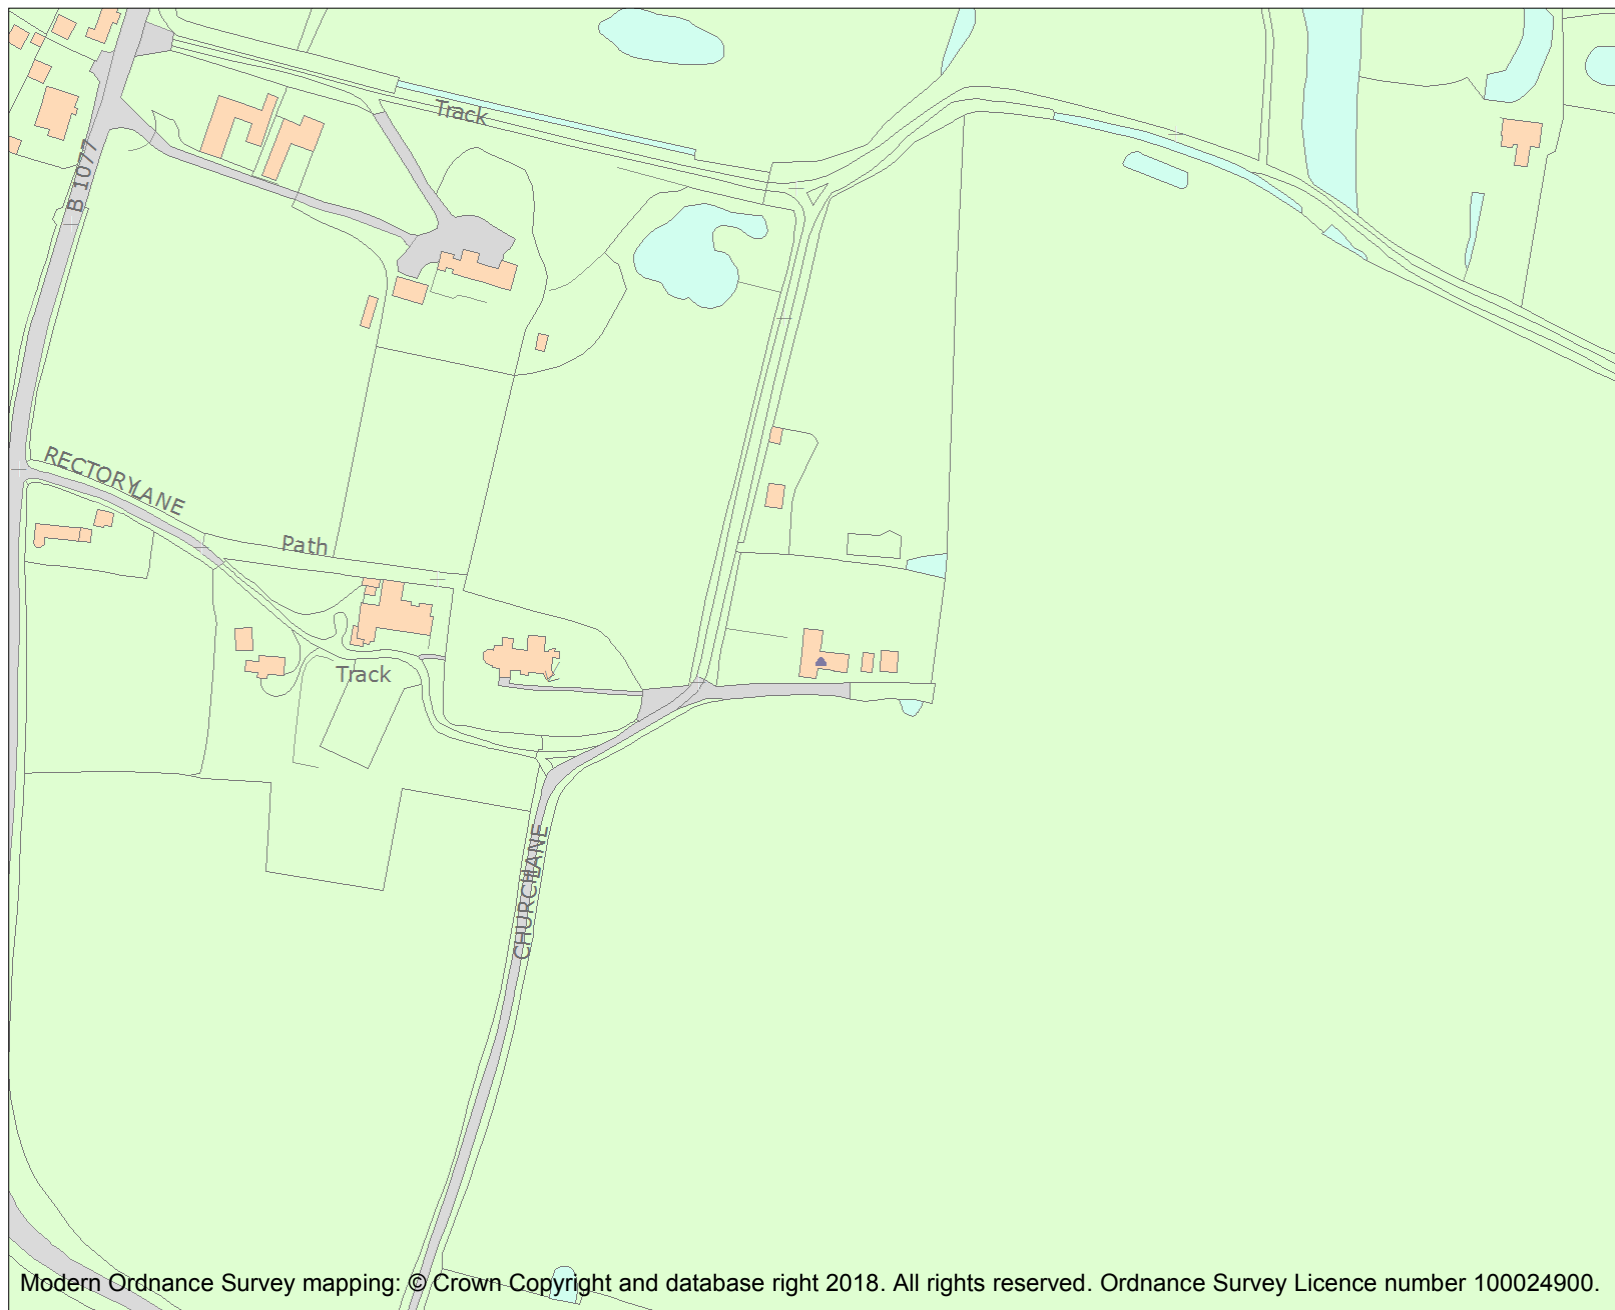 Track
B 1077
RECTORY LANE
Path
Track
CHURCH LANE
Modern Ordnance Survey mapping: © Crown Copyright and database right 2018. All rights reserved. Ordnance Survey Licence number 100024900.